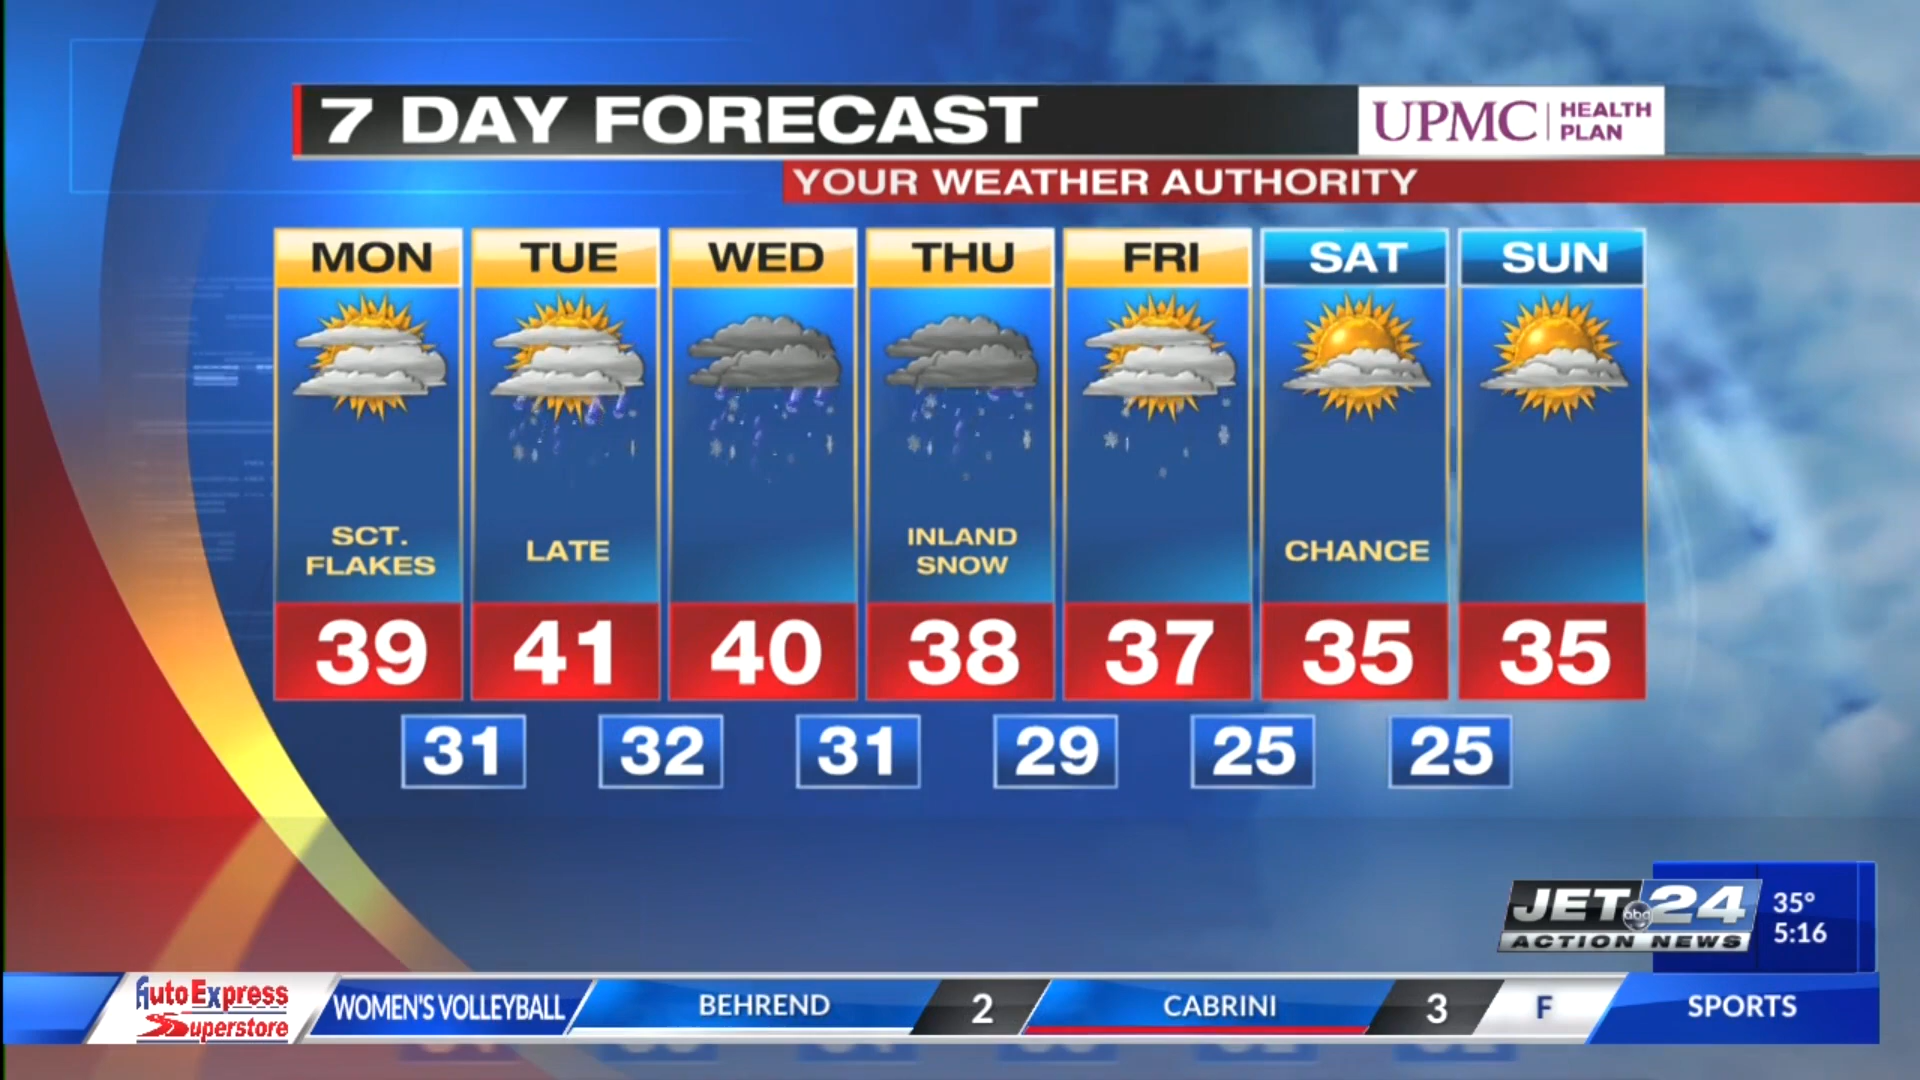 7 DAY FORECAST
UPMC HEALTH PLAN
YOUR WEATHER AUTHORITY
MON TUE WED THU FRI SAT SUN
SCT. FLAKES
LATE
INLAND SNOW
CHANCE
39 41 40 38 37 35 35
31 32 31 29 25 25
JET abc 24
ACTION NEWS
35°
5:16
AutoExpress
Superstore
WOMEN'S VOLLEYBALL BEHREND 2 CABRINI 3 F SPORTS